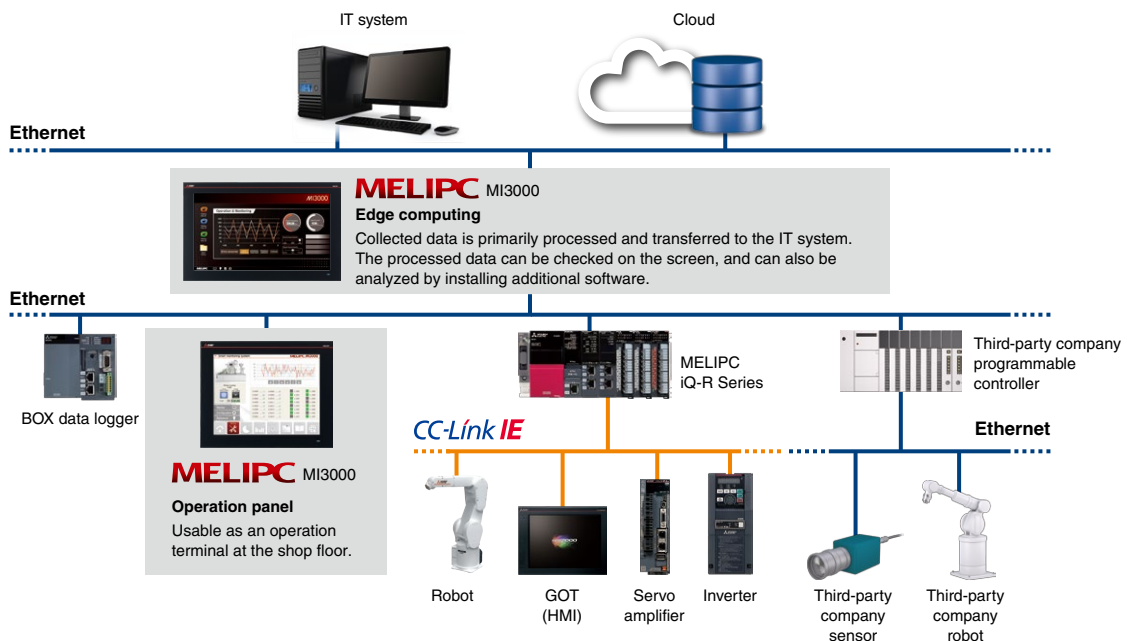 IT system
Cloud
Ethernet
MELIPC MI3000
Edge computing
Collected data is primarily processed and transferred to the IT system.
The processed data can be checked on the screen, and can also be
analyzed by installing additional software.
MI3000
MELIPC
Ethernet
BOX data logger
MELIPC MI3000
Operation panel
Usable as an operation
terminal at the shop floor.
MELIPC
iQ-R Series
Third-party company
programmable
controller
CC-Link IE
Ethernet
Robot
GOT
(HMI)
Servo
amplifier
Inverter
Third-party
company
sensor
Third-party
company
robot